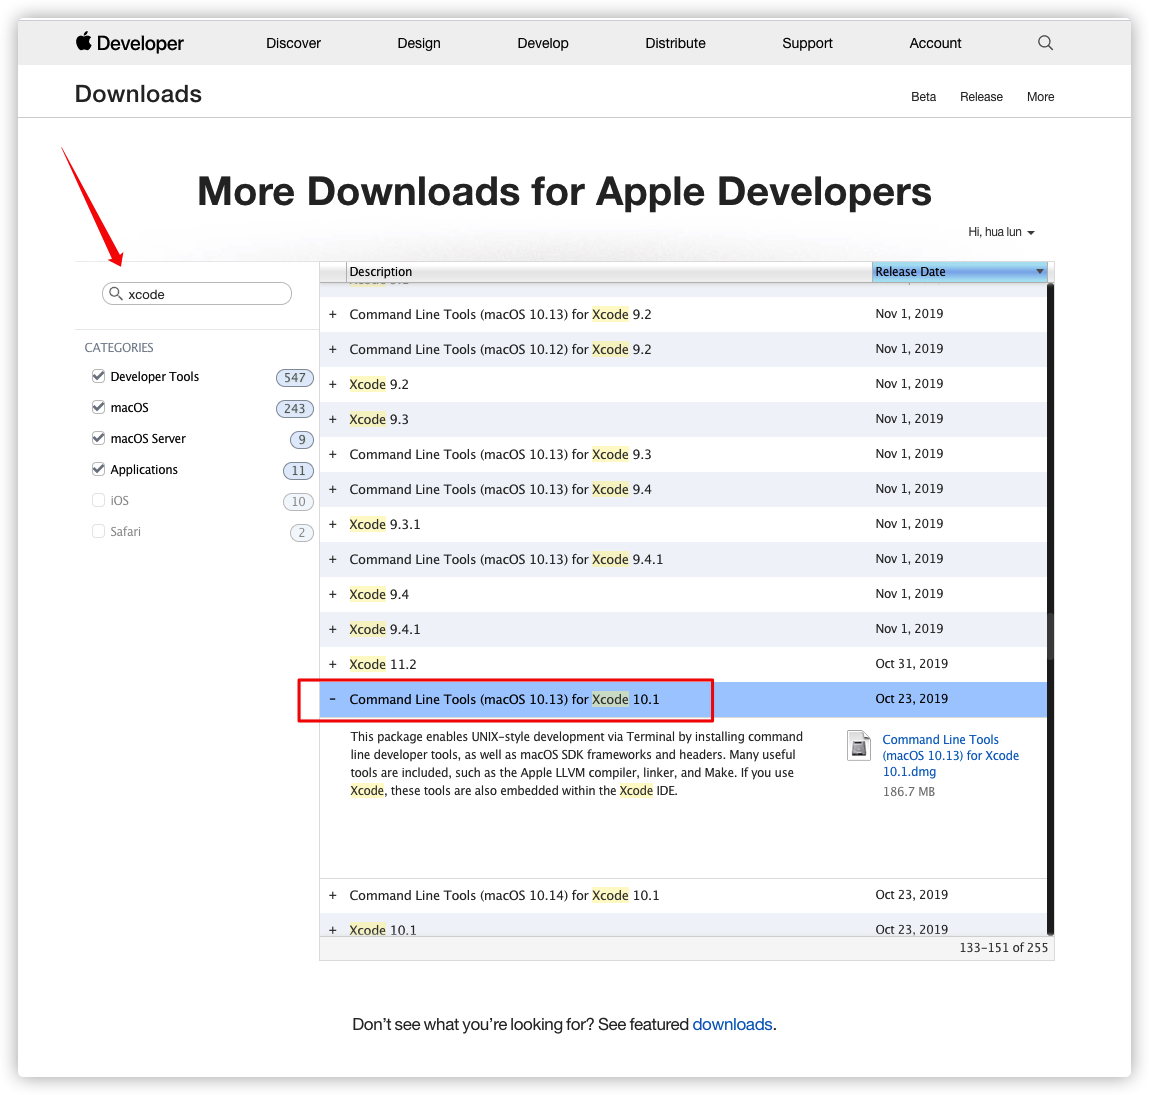 Developer
Discover
Design
Develop
Distribute
Support
Account
Downloads
Beta
Release
More
More Downloads for Apple Developers
Hi, hua lun
xcode
CATEGORIES
Developer Tools 547
macOS 243
macOS Server 9
Applications 11
iOS 10
Safari 2
Description
Release Date
+ Command Line Tools (macOS 10.13) for Xcode 9.2 Nov 1, 2019
+ Command Line Tools (macOS 10.12) for Xcode 9.2 Nov 1, 2019
+ Xcode 9.2 Nov 1, 2019
+ Xcode 9.3 Nov 1, 2019
+ Command Line Tools (macOS 10.13) for Xcode 9.3 Nov 1, 2019
+ Command Line Tools (macOS 10.13) for Xcode 9.4 Nov 1, 2019
+ Xcode 9.3.1 Nov 1, 2019
+ Command Line Tools (macOS 10.13) for Xcode 9.4.1 Nov 1, 2019
+ Xcode 9.4 Nov 1, 2019
+ Xcode 9.4.1 Nov 1, 2019
+ Xcode 11.2 Oct 31, 2019
− Command Line Tools (macOS 10.13) for Xcode 10.1 Oct 23, 2019
This package enables UNIX-style development via Terminal by installing command
line developer tools, as well as macOS SDK frameworks and headers. Many useful
tools are included, such as the Apple LLVM compiler, linker, and Make. If you use
Xcode, these tools are also embedded within the Xcode IDE.
Command Line Tools
(macOS 10.13) for Xcode
10.1.dmg
186.7 MB
+ Command Line Tools (macOS 10.14) for Xcode 10.1 Oct 23, 2019
+ Xcode 10.1 Oct 23, 2019
133-151 of 255
Don't see what you're looking for? See featured downloads.